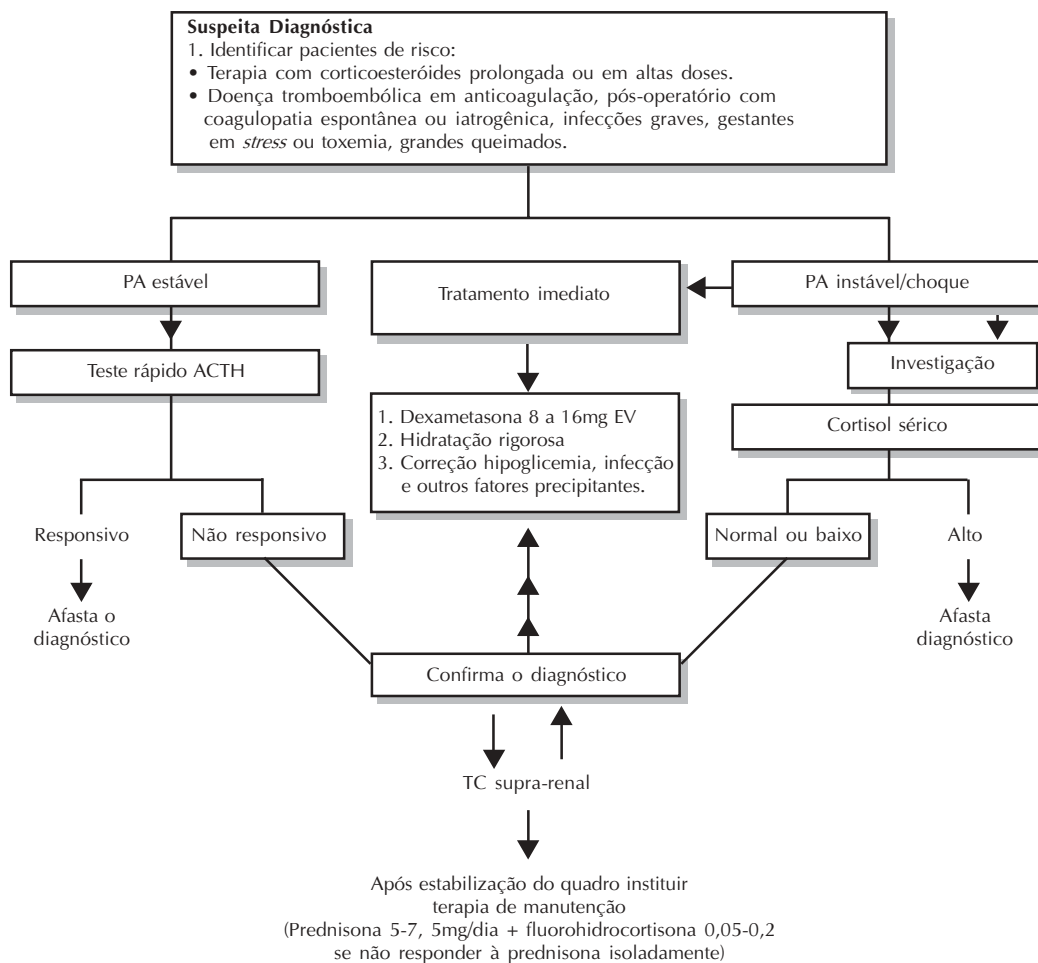 Suspeita Diagnóstica
1. Identificar pacientes de risco:
• Terapia com corticoesteróides prolongada ou em altas doses.
• Doença tromboembólica em anticoagulação, pós-operatório com
coagulopatia espontânea ou iatrogênica, infecções graves, gestantes
em stress ou toxemia, grandes queimados.
PA estável
Tratamento imediato
PA instável/choque
Teste rápido ACTH
Investigação
1. Dexametasona 8 a 16mg EV
2. Hidratação rigorosa
3. Correção hipoglicemia, infecção
e outros fatores precipitantes.
Cortisol sérico
Responsivo
Não responsivo
Normal ou baixo
Alto
Afasta o
diagnóstico
Afasta
diagnóstico
Confirma o diagnóstico
TC supra-renal
Após estabilização do quadro instituir
terapia de manutenção
(Prednisona 5-7, 5mg/dia + fluorohidrocortisona 0,05-0,2
se não responder à prednisona isoladamente)